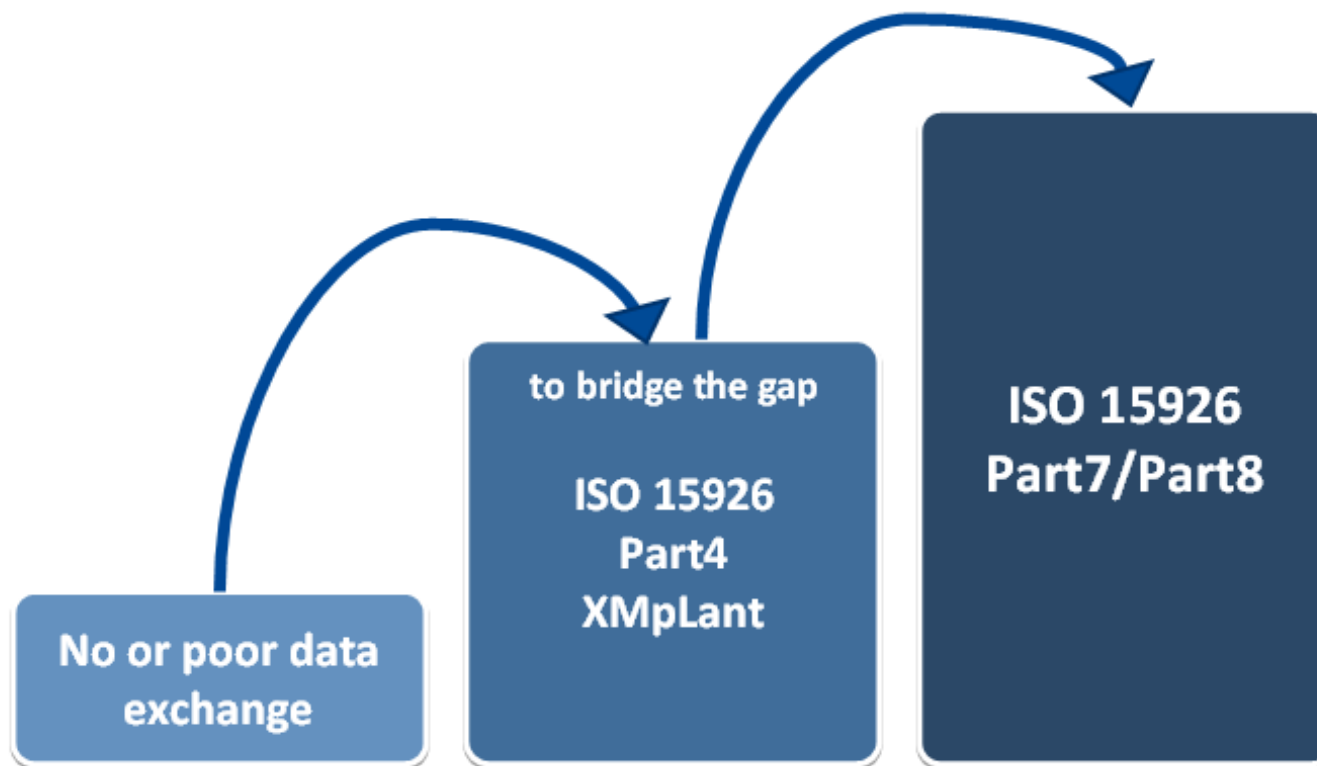 No or poor data
exchange
to bridge the gap
ISO 15926
Part4
XMpLant
ISO 15926
Part7/Part8